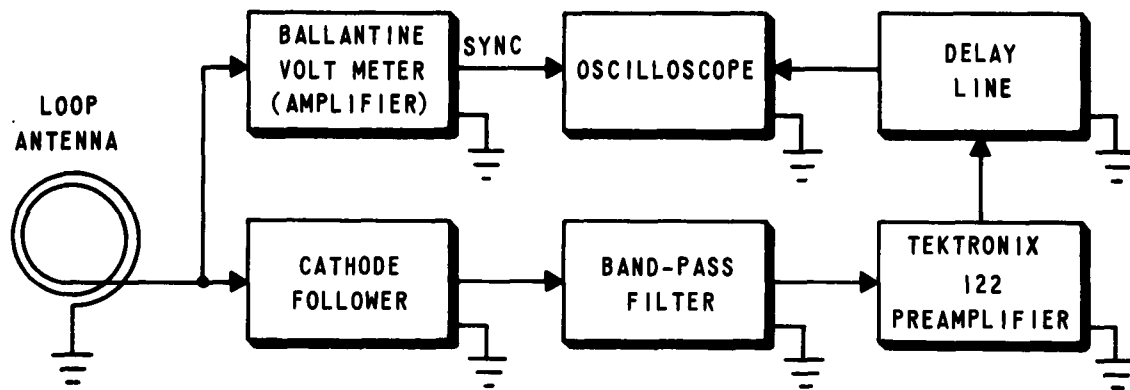 BALLANTINE
VOLT METER
(AMPLIFIER)
SYNC
OSCILLOSCOPE
DELAY
LINE
LOOP
ANTENNA
CATHODE
FOLLOWER
BAND-PASS
FILTER
TEKTRONIX
122
PREAMPLIFIER